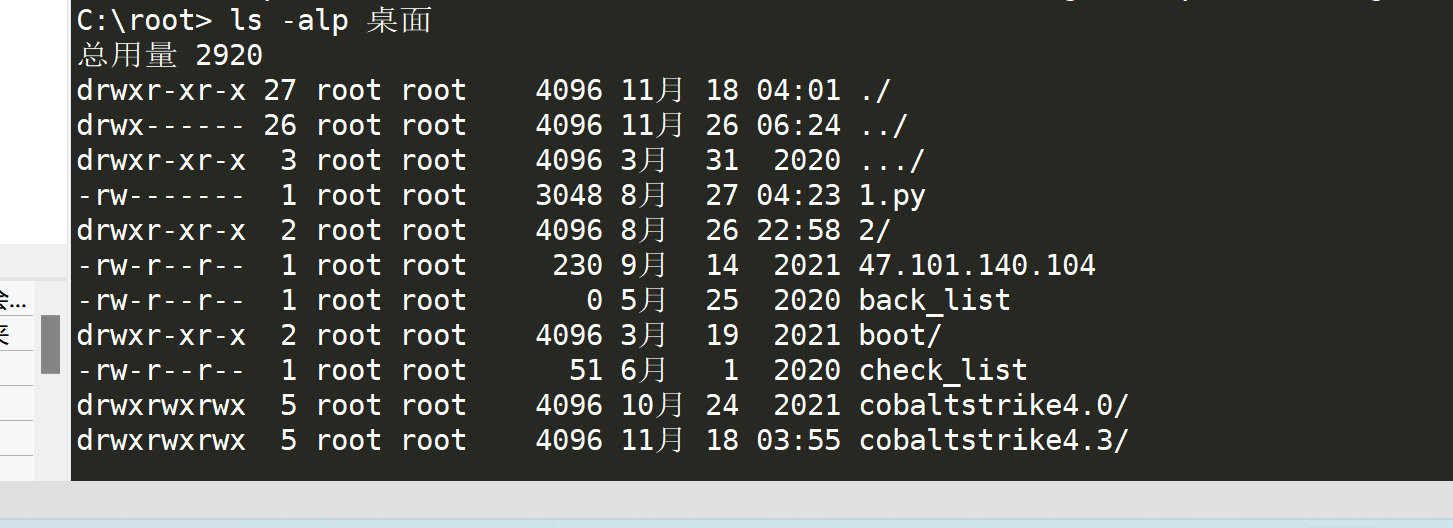 C:\root> ls -alp 桌面
总用量 2920
drwxr-xr-x 27 root root    4096 11月 18 04:01 ./
drwx------ 26 root root    4096 11月 26 06:24 ../
drwxr-xr-x  3 root root    4096 3月  31  2020 .../
-rw-------  1 root root    3048 8月  27 04:23 1.py
drwxr-xr-x  2 root root    4096 8月  26 22:58 2/
-rw-r--r--  1 root root     230 9月  14  2021 47.101.140.104
-rw-r--r--  1 root root       0 5月  25  2020 back_list
drwxr-xr-x  2 root root    4096 3月  19  2021 boot/
-rw-r--r--  1 root root      51 6月   1  2020 check_list
drwxrwxrwx  5 root root    4096 10月 24  2021 cobaltstrike4.0/
drwxrwxrwx  5 root root    4096 11月 18 03:55 cobaltstrike4.3/